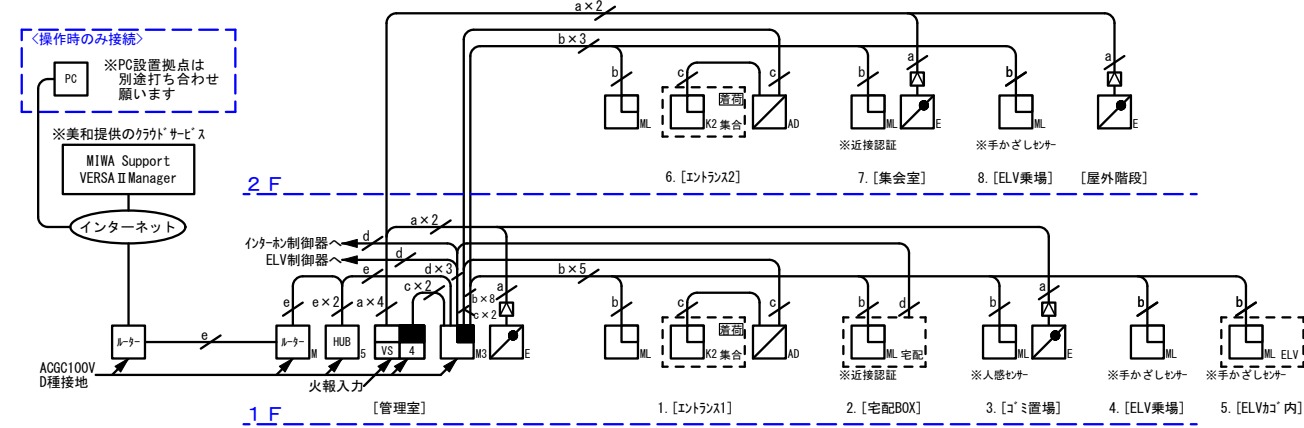 a×2
<操作時のみ接続>
PC
※PC設置拠点は
別途打ち合わせ
願います
b×3
a
a
b
c
c
b
b
着荷
ML
K2 集合
AD
ML
E
ML
E
※近接認証
※手かざしセンサー
※美和提供のクラウドサービス
MIWA Support
VERSAⅡManager
6. [エントランス2]
7. [集会室]
8. [ELV乗場]
[屋外階段]
2F
インターネット
a×2
インターホン制御器へ
d
ELV制御器へ
d
e
d×3
b×5
c×2
a
a
e
e×2
a×4
b×8
c×2
b
c
c
b
d
b
b
b
着荷
ルーター
e
ルーター
M
HUB
5
VS
4
M3
E
ML
K2 集合
AD
ML 宅配
ML
E
ML
ML ELV
ACGC100V
D種接地
火報入力
※近接認証
※人感センサー
※手かざしセンサー
※手かざしセンサー
[管理室]
1. [エントランス1]
2. [宅配BOX]
3. [ゴミ置場]
4. [ELV乗場]
5. [ELVカゴ内]
1F